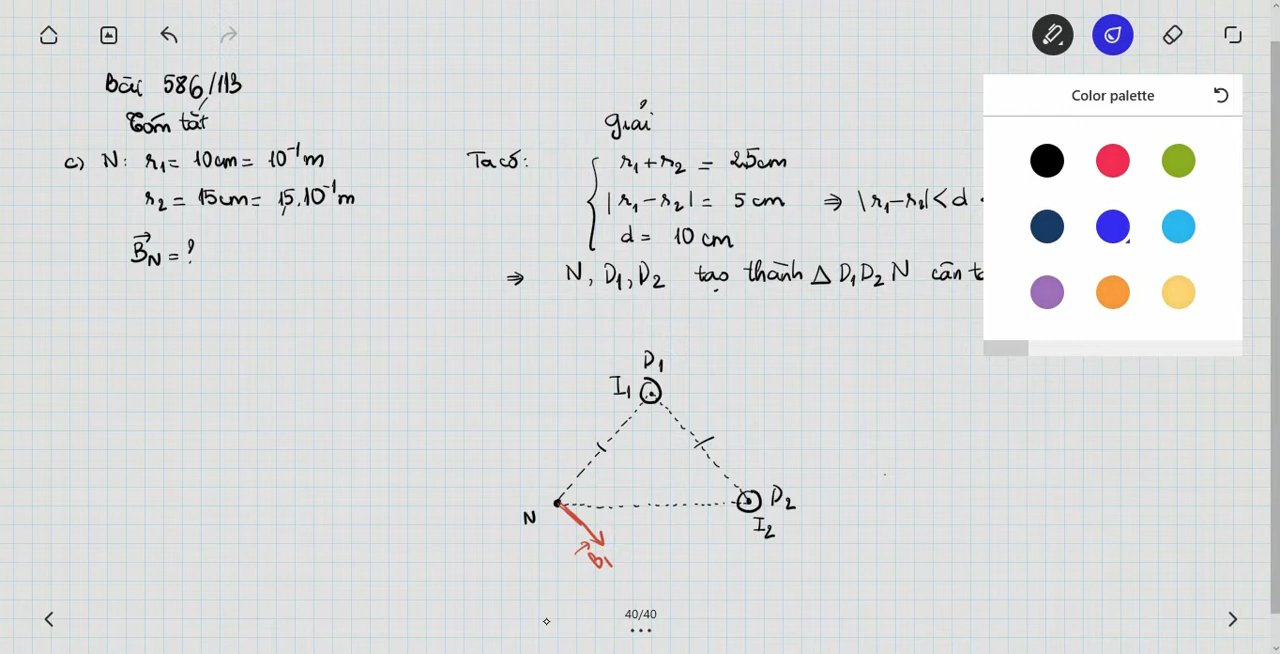 Color palette
Bài 586/113
Tóm tắt
Giải
c) N: r₁ = 10cm = 10⁻¹m
r₂ = 15cm = 15.10⁻¹m
B⃗_N = ?
Ta có:
r₁ + r₂ = 25cm
|r₁ - r₂| = 5 cm ⇒ |r₁ - r₂| < d
d = 10 cm
⇒ N, D₁, D₂ tạo thành Δ D₁D₂N cân
D₁
I₁
N
D₂
I₂
B⃗₁
40/40